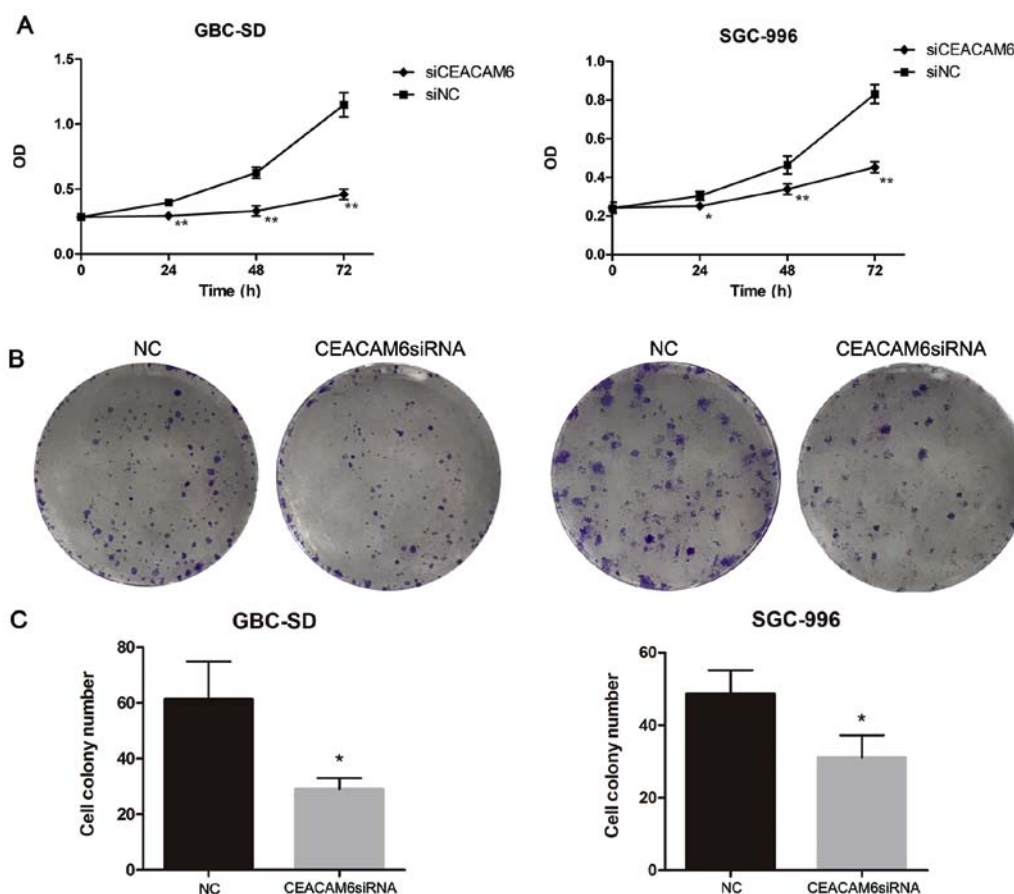 A
GBC-SD
siCEACAM6
siNC
OD
1.5
1.0
0.5
0.0
** ** **
0 24 48 72
Time (h)
SGC-996
siCEACAM6
siNC
OD
1.0
0.8
0.6
0.4
0.2
0.0
* ** **
0 24 48 72
Time (h)
B
NC CEACAM6siRNA
NC CEACAM6siRNA
C
GBC-SD
Cell colony number
80
60
40
20
0
*
NC CEACAM6siRNA
SGC-996
Cell colony number
60
40
20
0
*
NC CEACAM6siRNA